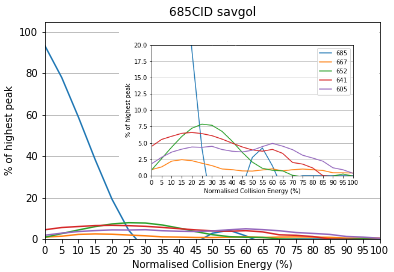 685CID savgol
% of highest peak
100
80
60
40
20
0
0 5 10 15 20 25 30 35 40 45 50 55 60 65 70 75 80 85 90 95 100
Normalised Collision Energy (%)
% of highest peak
20.0
17.5
15.0
12.5
10.0
7.5
5.0
2.5
0.0
0 5 10 15 20 25 30 35 40 45 50 55 60 65 70 75 80 85 90 95 100
Normalised Collision Energy (%)
685
667
652
641
605